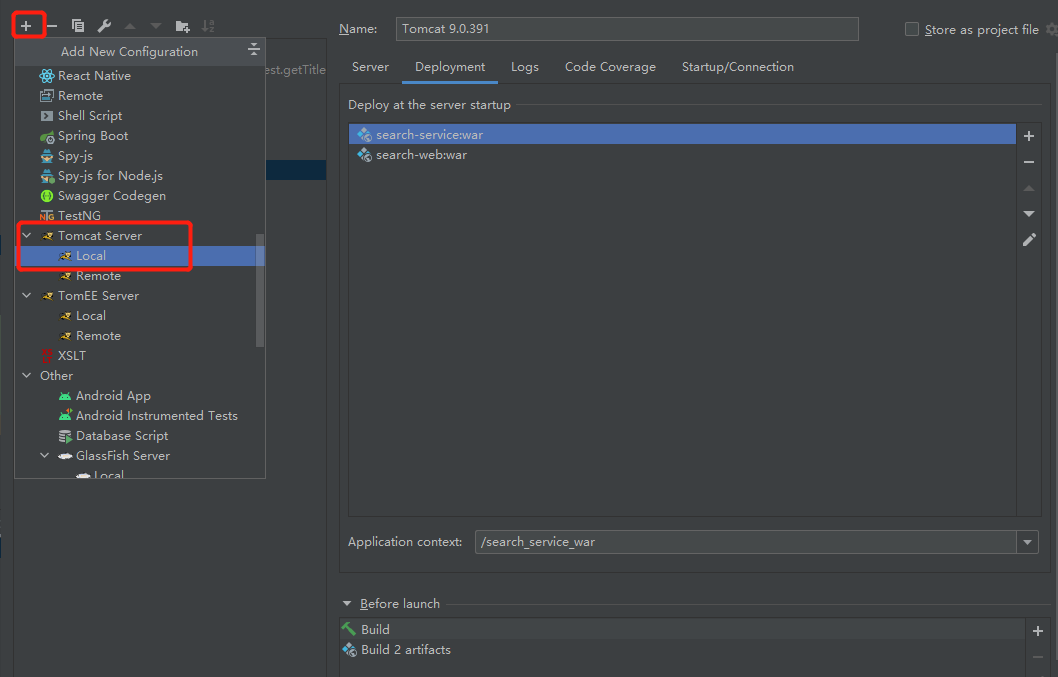 Add New Configuration
React Native
Remote
Shell Script
Spring Boot
Spy-js
Spy-js for Node.js
Swagger Codegen
TestNG
Tomcat Server
Local
Remote
TomEE Server
Local
Remote
XSLT
Other
Android App
Android Instrumented Tests
Database Script
GlassFish Server
Local
est.getTitle
Name: Tomcat 9.0.391 Store as project file
Server Deployment Logs Code Coverage Startup/Connection
Deploy at the server startup
search-service:war
search-web:war
Application context: /search_service_war
Before launch
Build
Build 2 artifacts